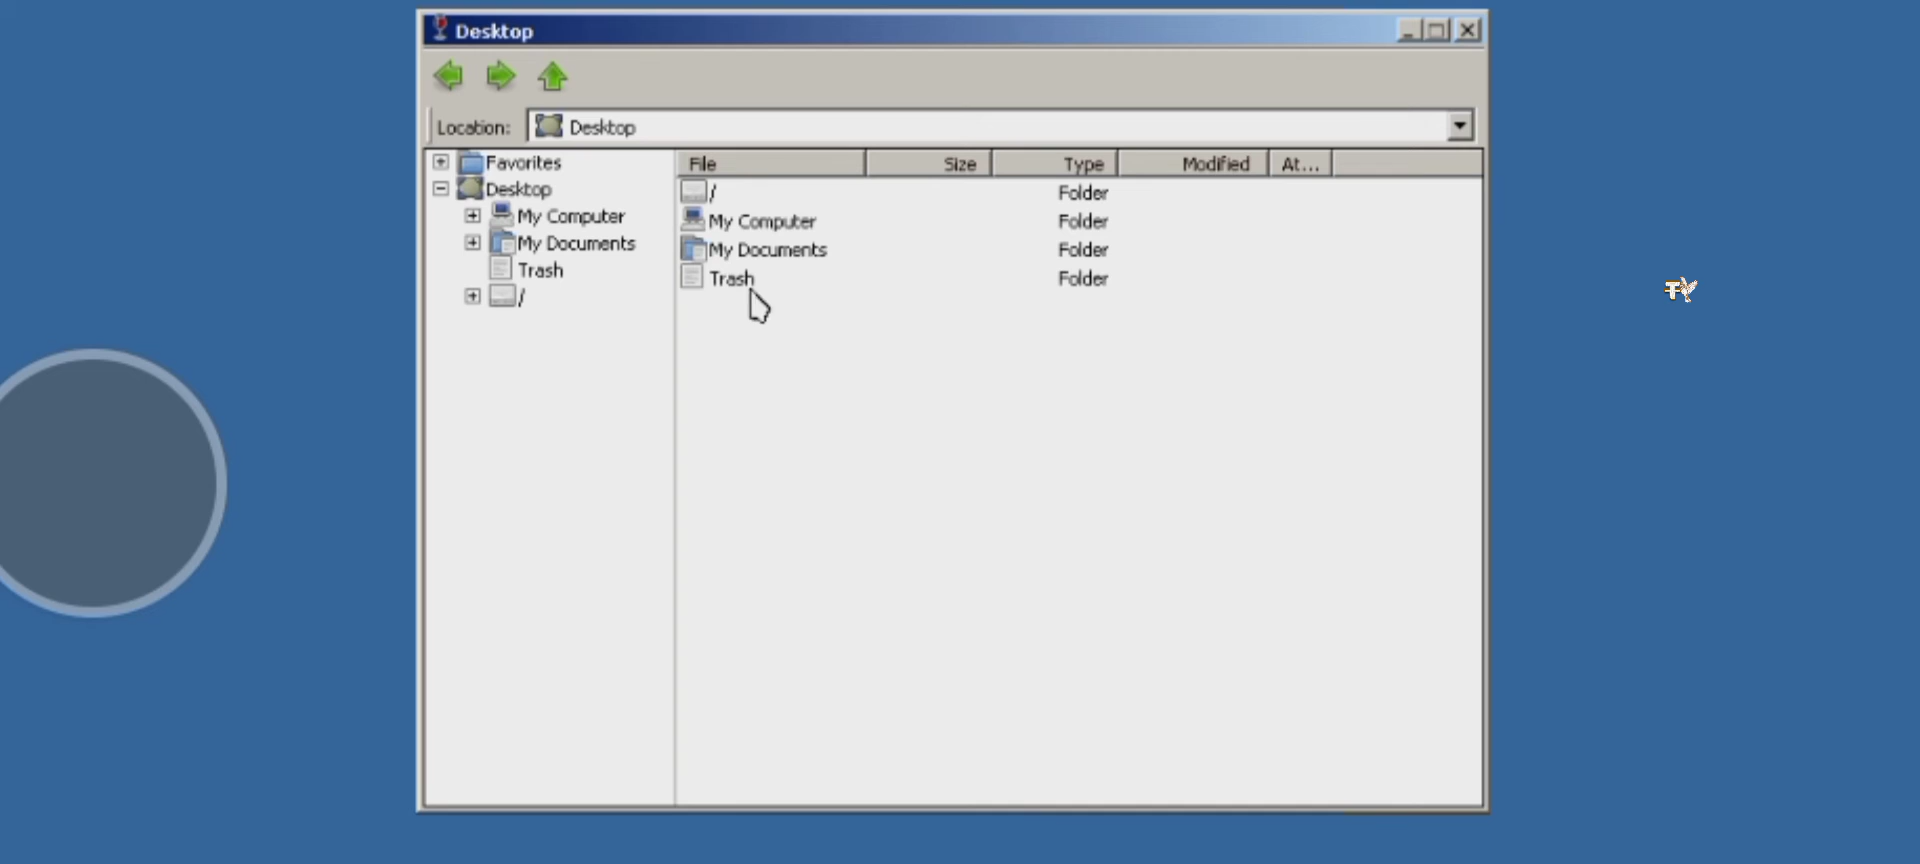 Desktop
Location: Desktop
Favorites
Desktop
My Computer
My Documents
Trash
/
File Size Type Modified At...
/ Folder
My Computer Folder
My Documents Folder
Trash Folder